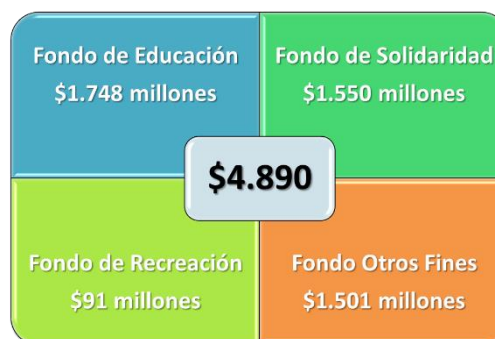 Fondo de Educación
$1.748 millones
Fondo de Solidaridad
$1.550 millones
$4.890
Fondo de Recreación
$91 millones
Fondo Otros Fines
$1.501 millones